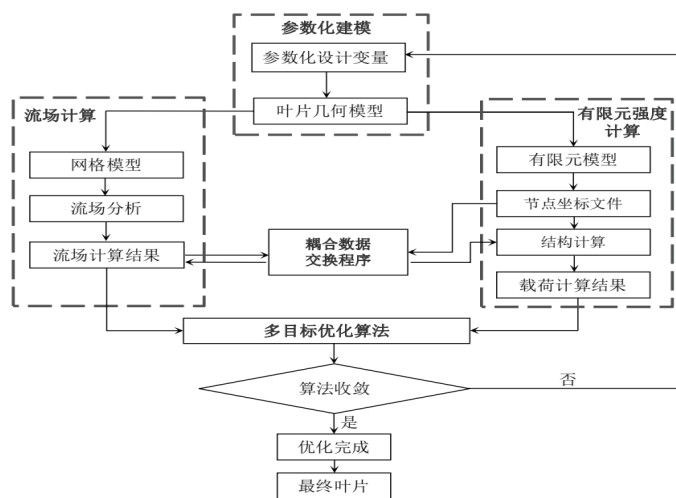 参数化建模
参数化设计变量
叶片几何模型
流场计算
网格模型
流场分析
流场计算结果
有限元强度
计算
有限元模型
节点坐标文件
结构计算
载荷计算结果
耦合数据
交换程序
多目标优化算法
算法收敛
否
是
优化完成
最终叶片